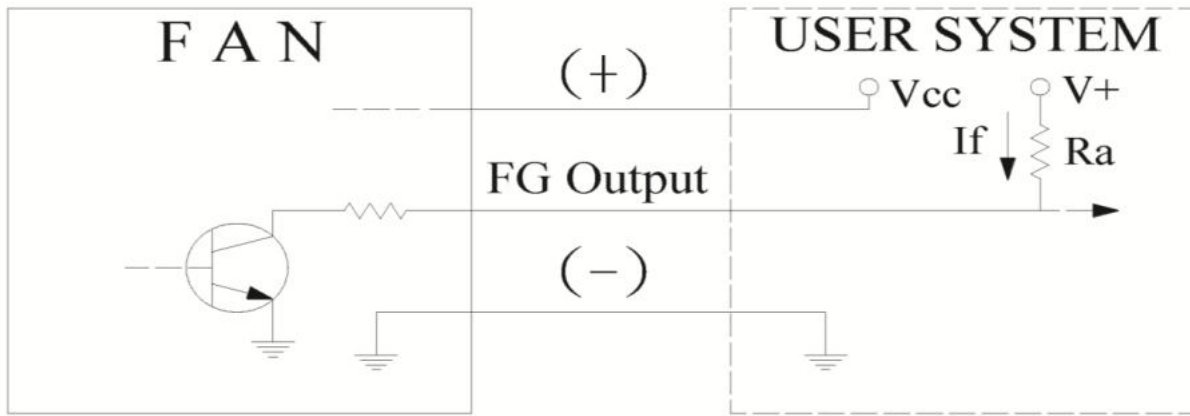 F A N
USER SYSTEM
(+)
Vcc
V+
If
Ra
FG Output
(−)